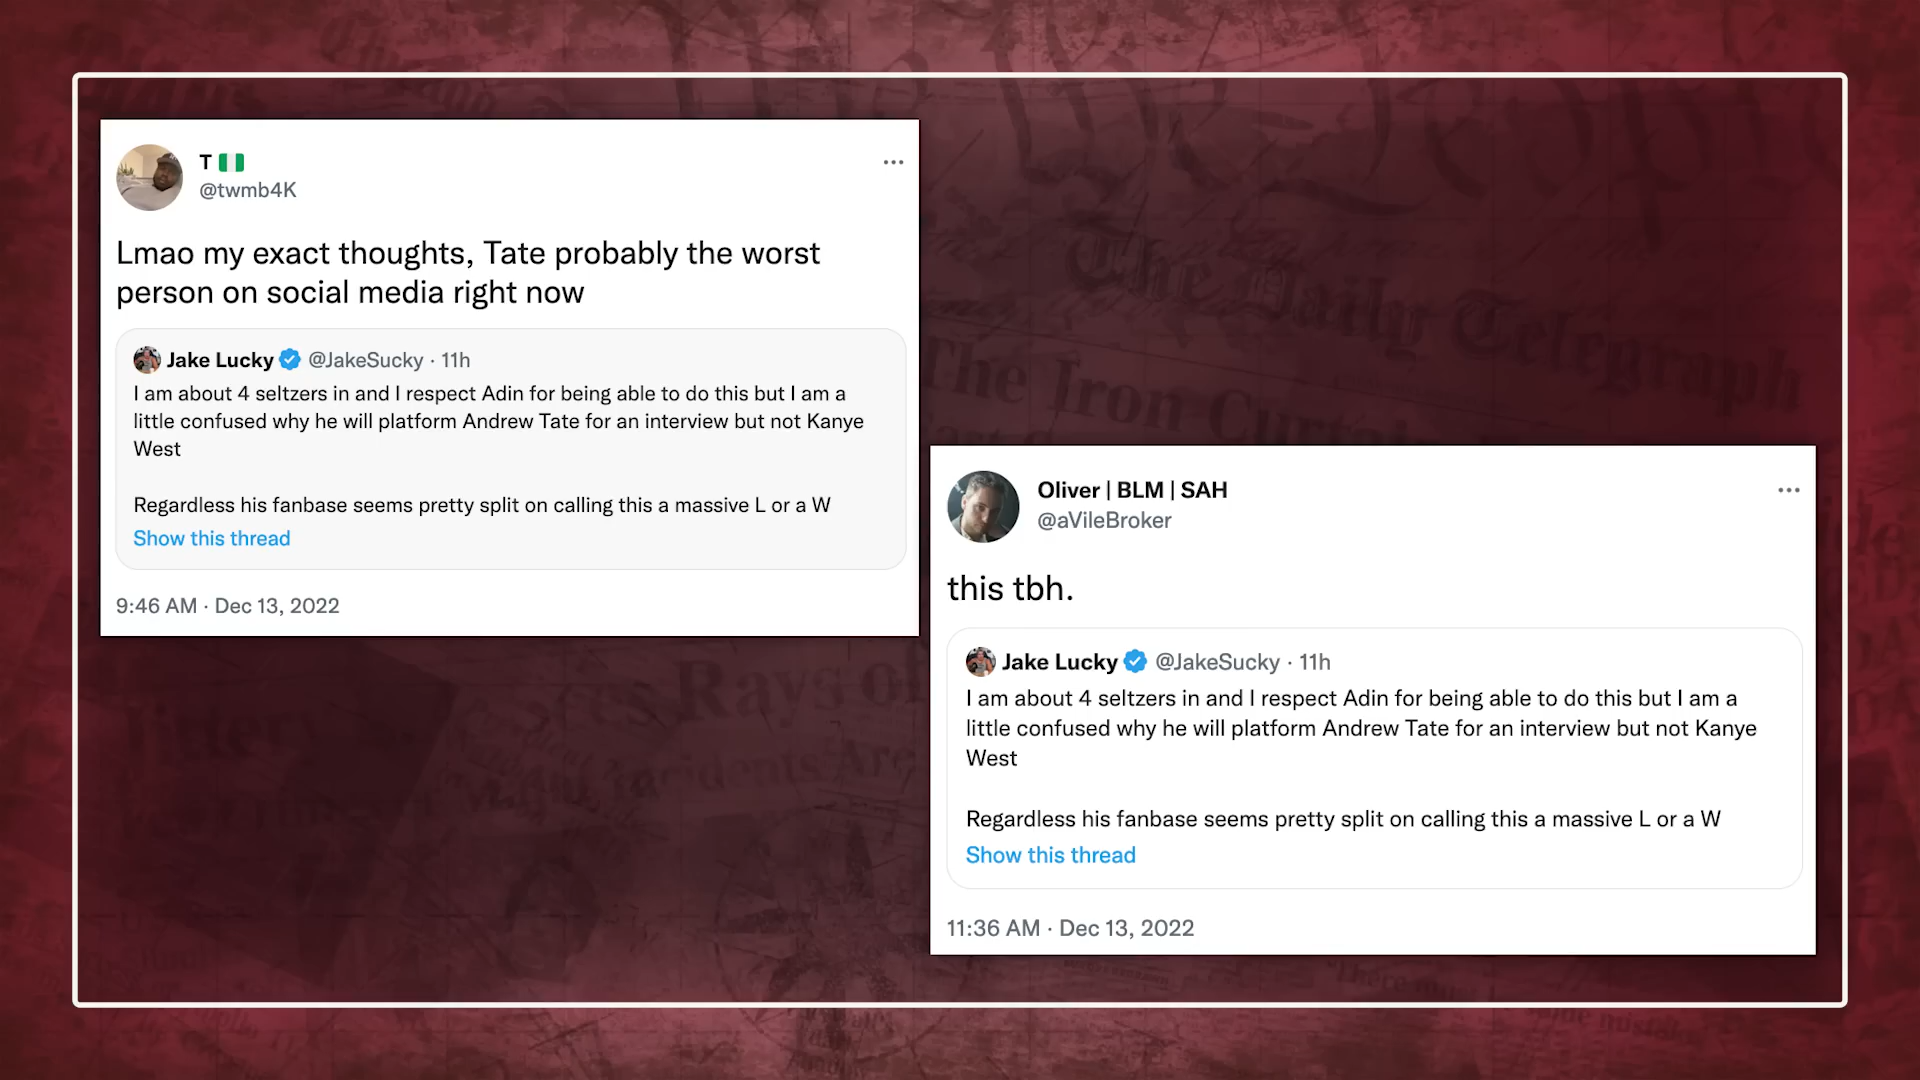 T 🇳🇬
@twmb4K
Lmao my exact thoughts, Tate probably the worst
person on social media right now
Jake Lucky @JakeSucky · 11h
I am about 4 seltzers in and I respect Adin for being able to do this but I am a
little confused why he will platform Andrew Tate for an interview but not Kanye
West
Regardless his fanbase seems pretty split on calling this a massive L or a W
Show this thread
9:46 AM · Dec 13, 2022
Oliver | BLM | SAH
@aVileBroker
this tbh.
Jake Lucky @JakeSucky · 11h
I am about 4 seltzers in and I respect Adin for being able to do this but I am a
little confused why he will platform Andrew Tate for an interview but not Kanye
West
Regardless his fanbase seems pretty split on calling this a massive L or a W
Show this thread
11:36 AM · Dec 13, 2022
The Daily Telegraph
The Iron Curtain